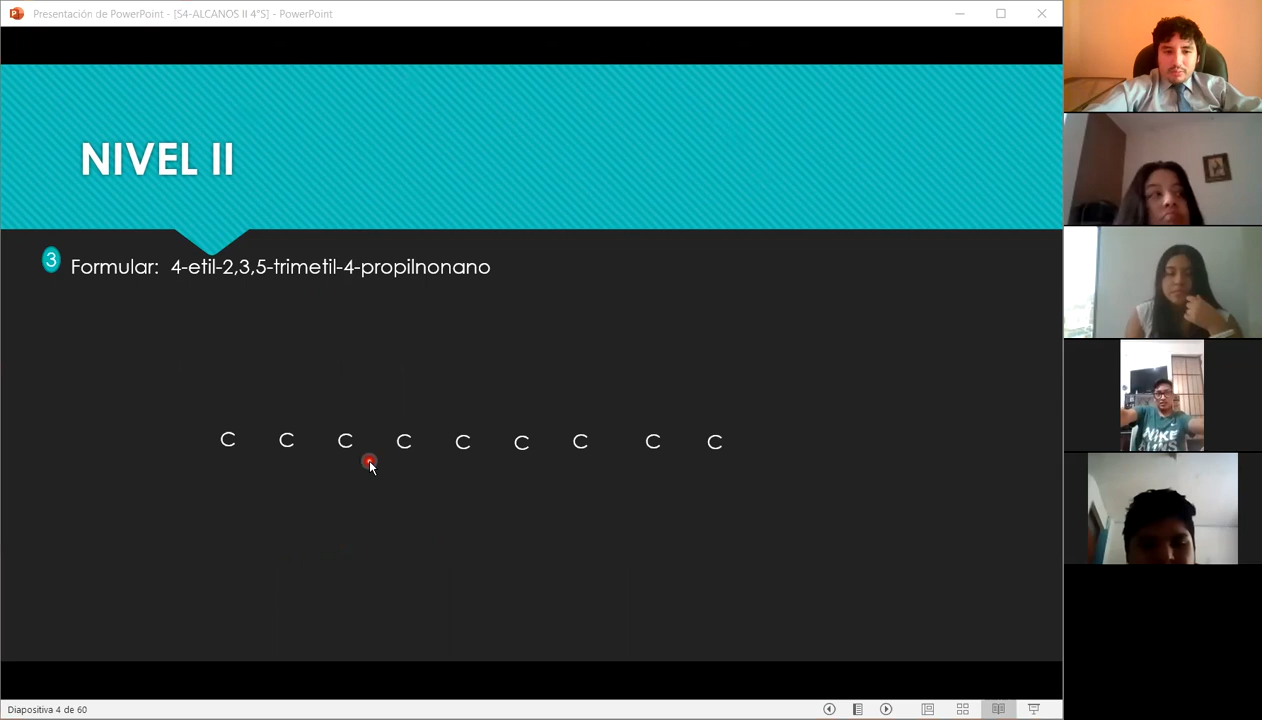 Presentación de PowerPoint - [S4-ALCANOS II 4°S] - PowerPoint
NIVEL II
3 Formular: 4-etil-2,3,5-trimetil-4-propilnonano
C C C C C C C C C
NIKE
Diapositiva 4 de 60